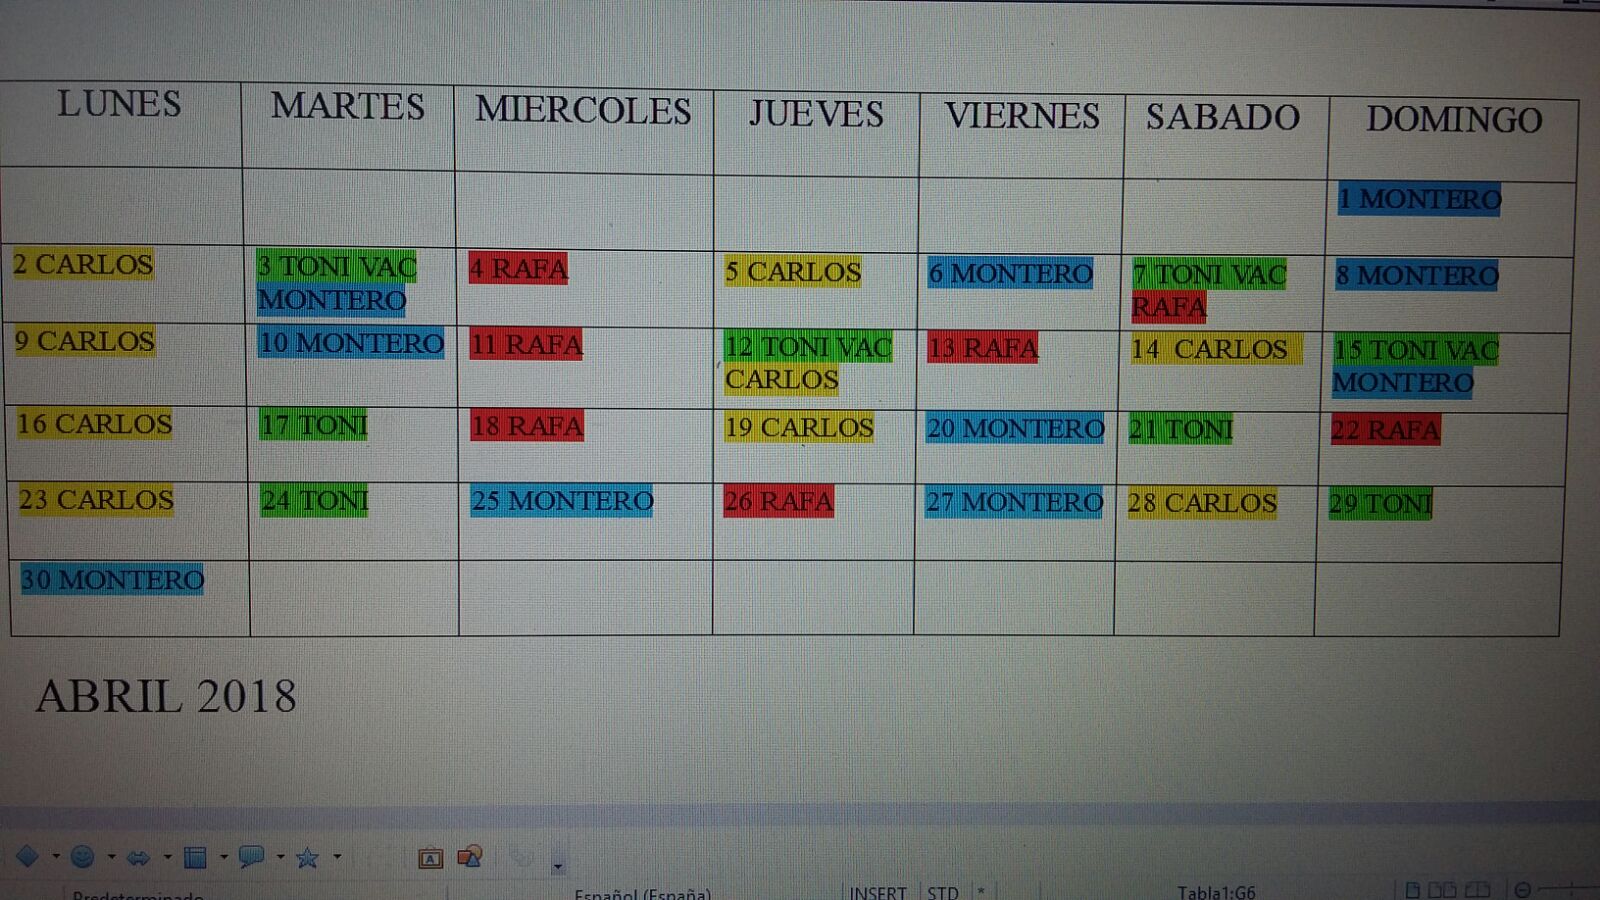 LUNES MARTES MIERCOLES JUEVES VIERNES SABADO DOMINGO
1 MONTERO
2 CARLOS 3 TONI VAC 4 RAFA 5 CARLOS 6 MONTERO 7 TONI VAC 8 MONTERO
MONTERO RAFA
9 CARLOS 10 MONTERO 11 RAFA 12 TONI VAC 13 RAFA 14 CARLOS 15 TONI VAC
CARLOS MONTERO
16 CARLOS 17 TONI 18 RAFA 19 CARLOS 20 MONTERO 21 TONI 22 RAFA
23 CARLOS 24 TONI 25 MONTERO 26 RAFA 27 MONTERO 28 CARLOS 29 TONI
30 MONTERO
ABRIL 2018
A
Predeterminado Español (España) INSERT STD * Tabla1:G6